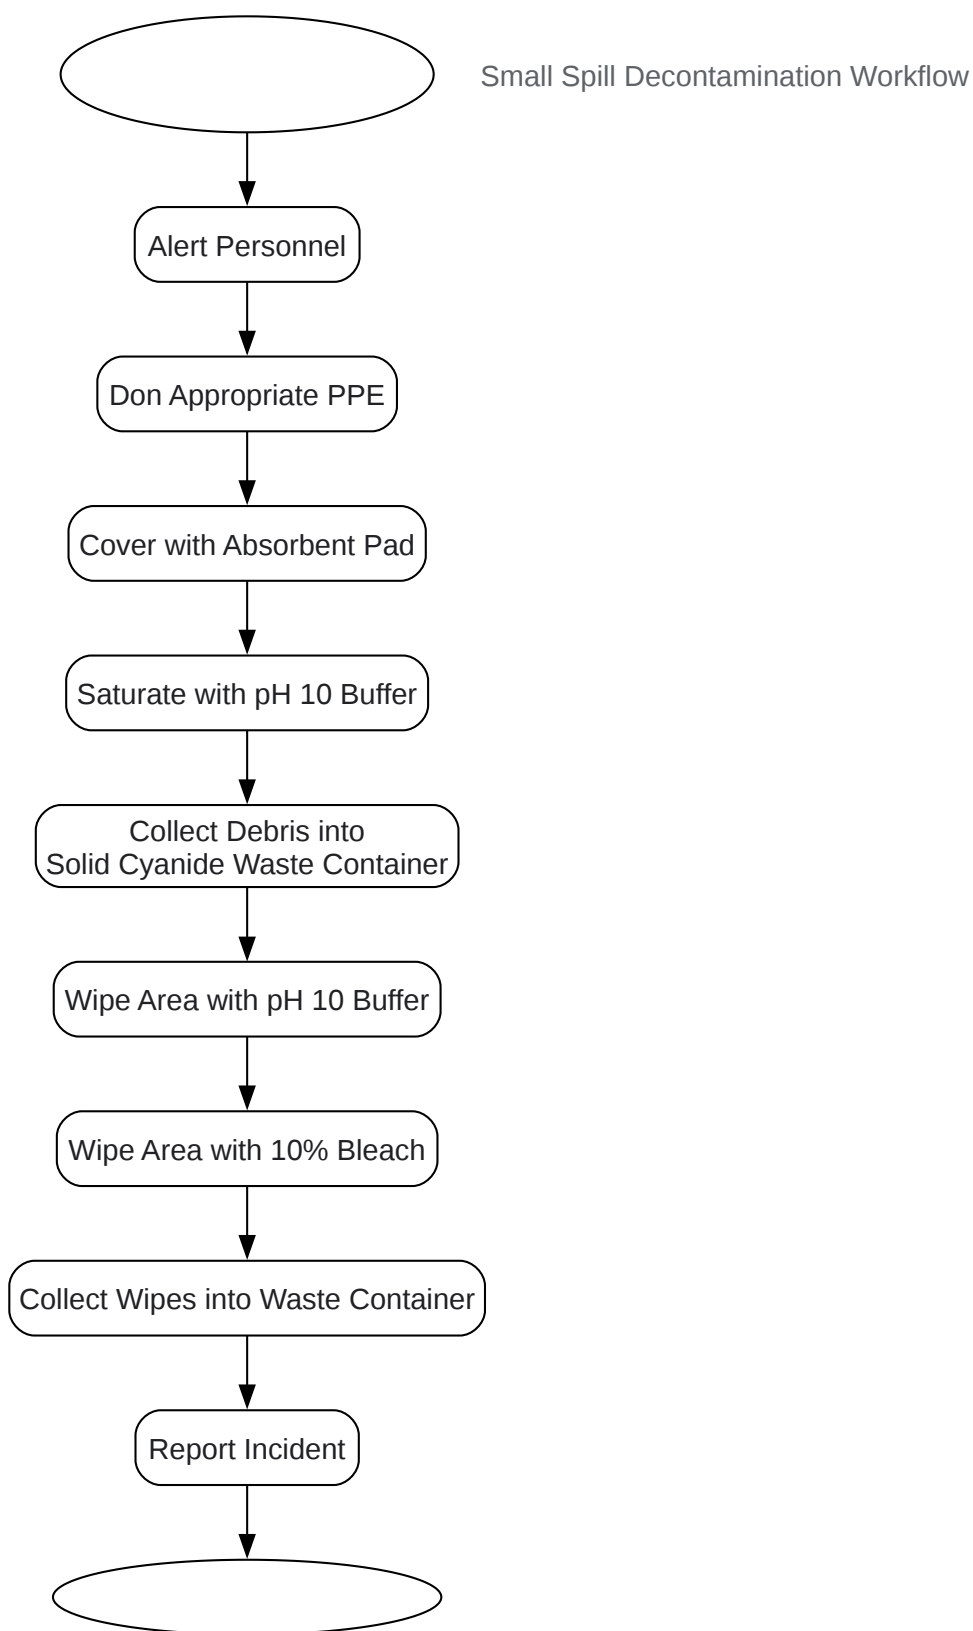 Small Spill Decontamination Workflow
Alert Personnel
Don Appropriate PPE
Cover with Absorbent Pad
Saturate with pH 10 Buffer
Collect Debris into
Solid Cyanide Waste Container
Wipe Area with pH 10 Buffer
Wipe Area with 10% Bleach
Collect Wipes into Waste Container
Report Incident